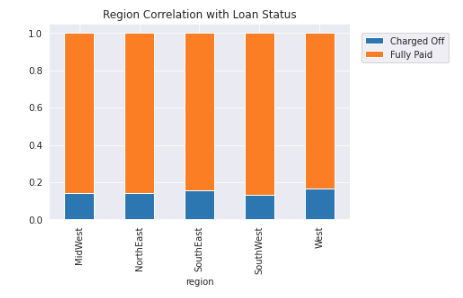 Region Correlation with Loan Status
1.0
0.8
0.6
0.4
0.2
0.0
MidWest
NorthEast
SouthEast
SouthWest
West
region
Charged Off
Fully Paid